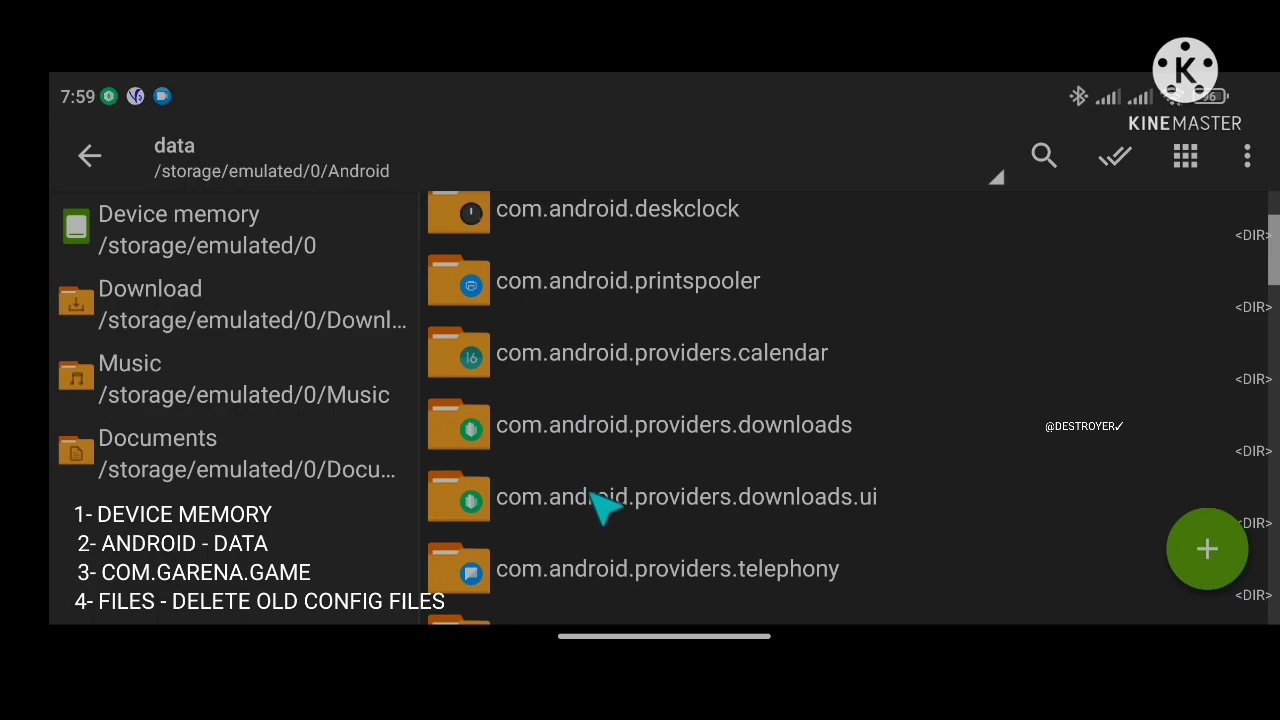 K
KINEMASTER
7:59
96
data
/storage/emulated/0/Android
Device memory
/storage/emulated/0
Download
/storage/emulated/0/Downl...
Music
/storage/emulated/0/Music
Documents
/storage/emulated/0/Docu...
1- DEVICE MEMORY
2- ANDROID - DATA
3- COM.GARENA.GAME
4- FILES - DELETE OLD CONFIG FILES
com.android.deskclock
<DIR>
com.android.printspooler
<DIR>
com.android.providers.calendar
16
<DIR>
com.android.providers.downloads
@DESTROYER✓
<DIR>
com.android.providers.downloads.ui
<DIR>
com.android.providers.telephony
<DIR>